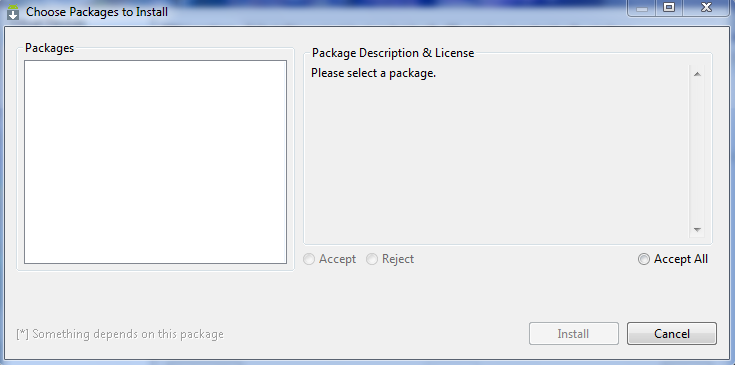 Choose Packages to Install
Packages
Package Description & License
Please select a package.
Accept
Reject
Accept All
[*] Something depends on this package
Install
Cancel